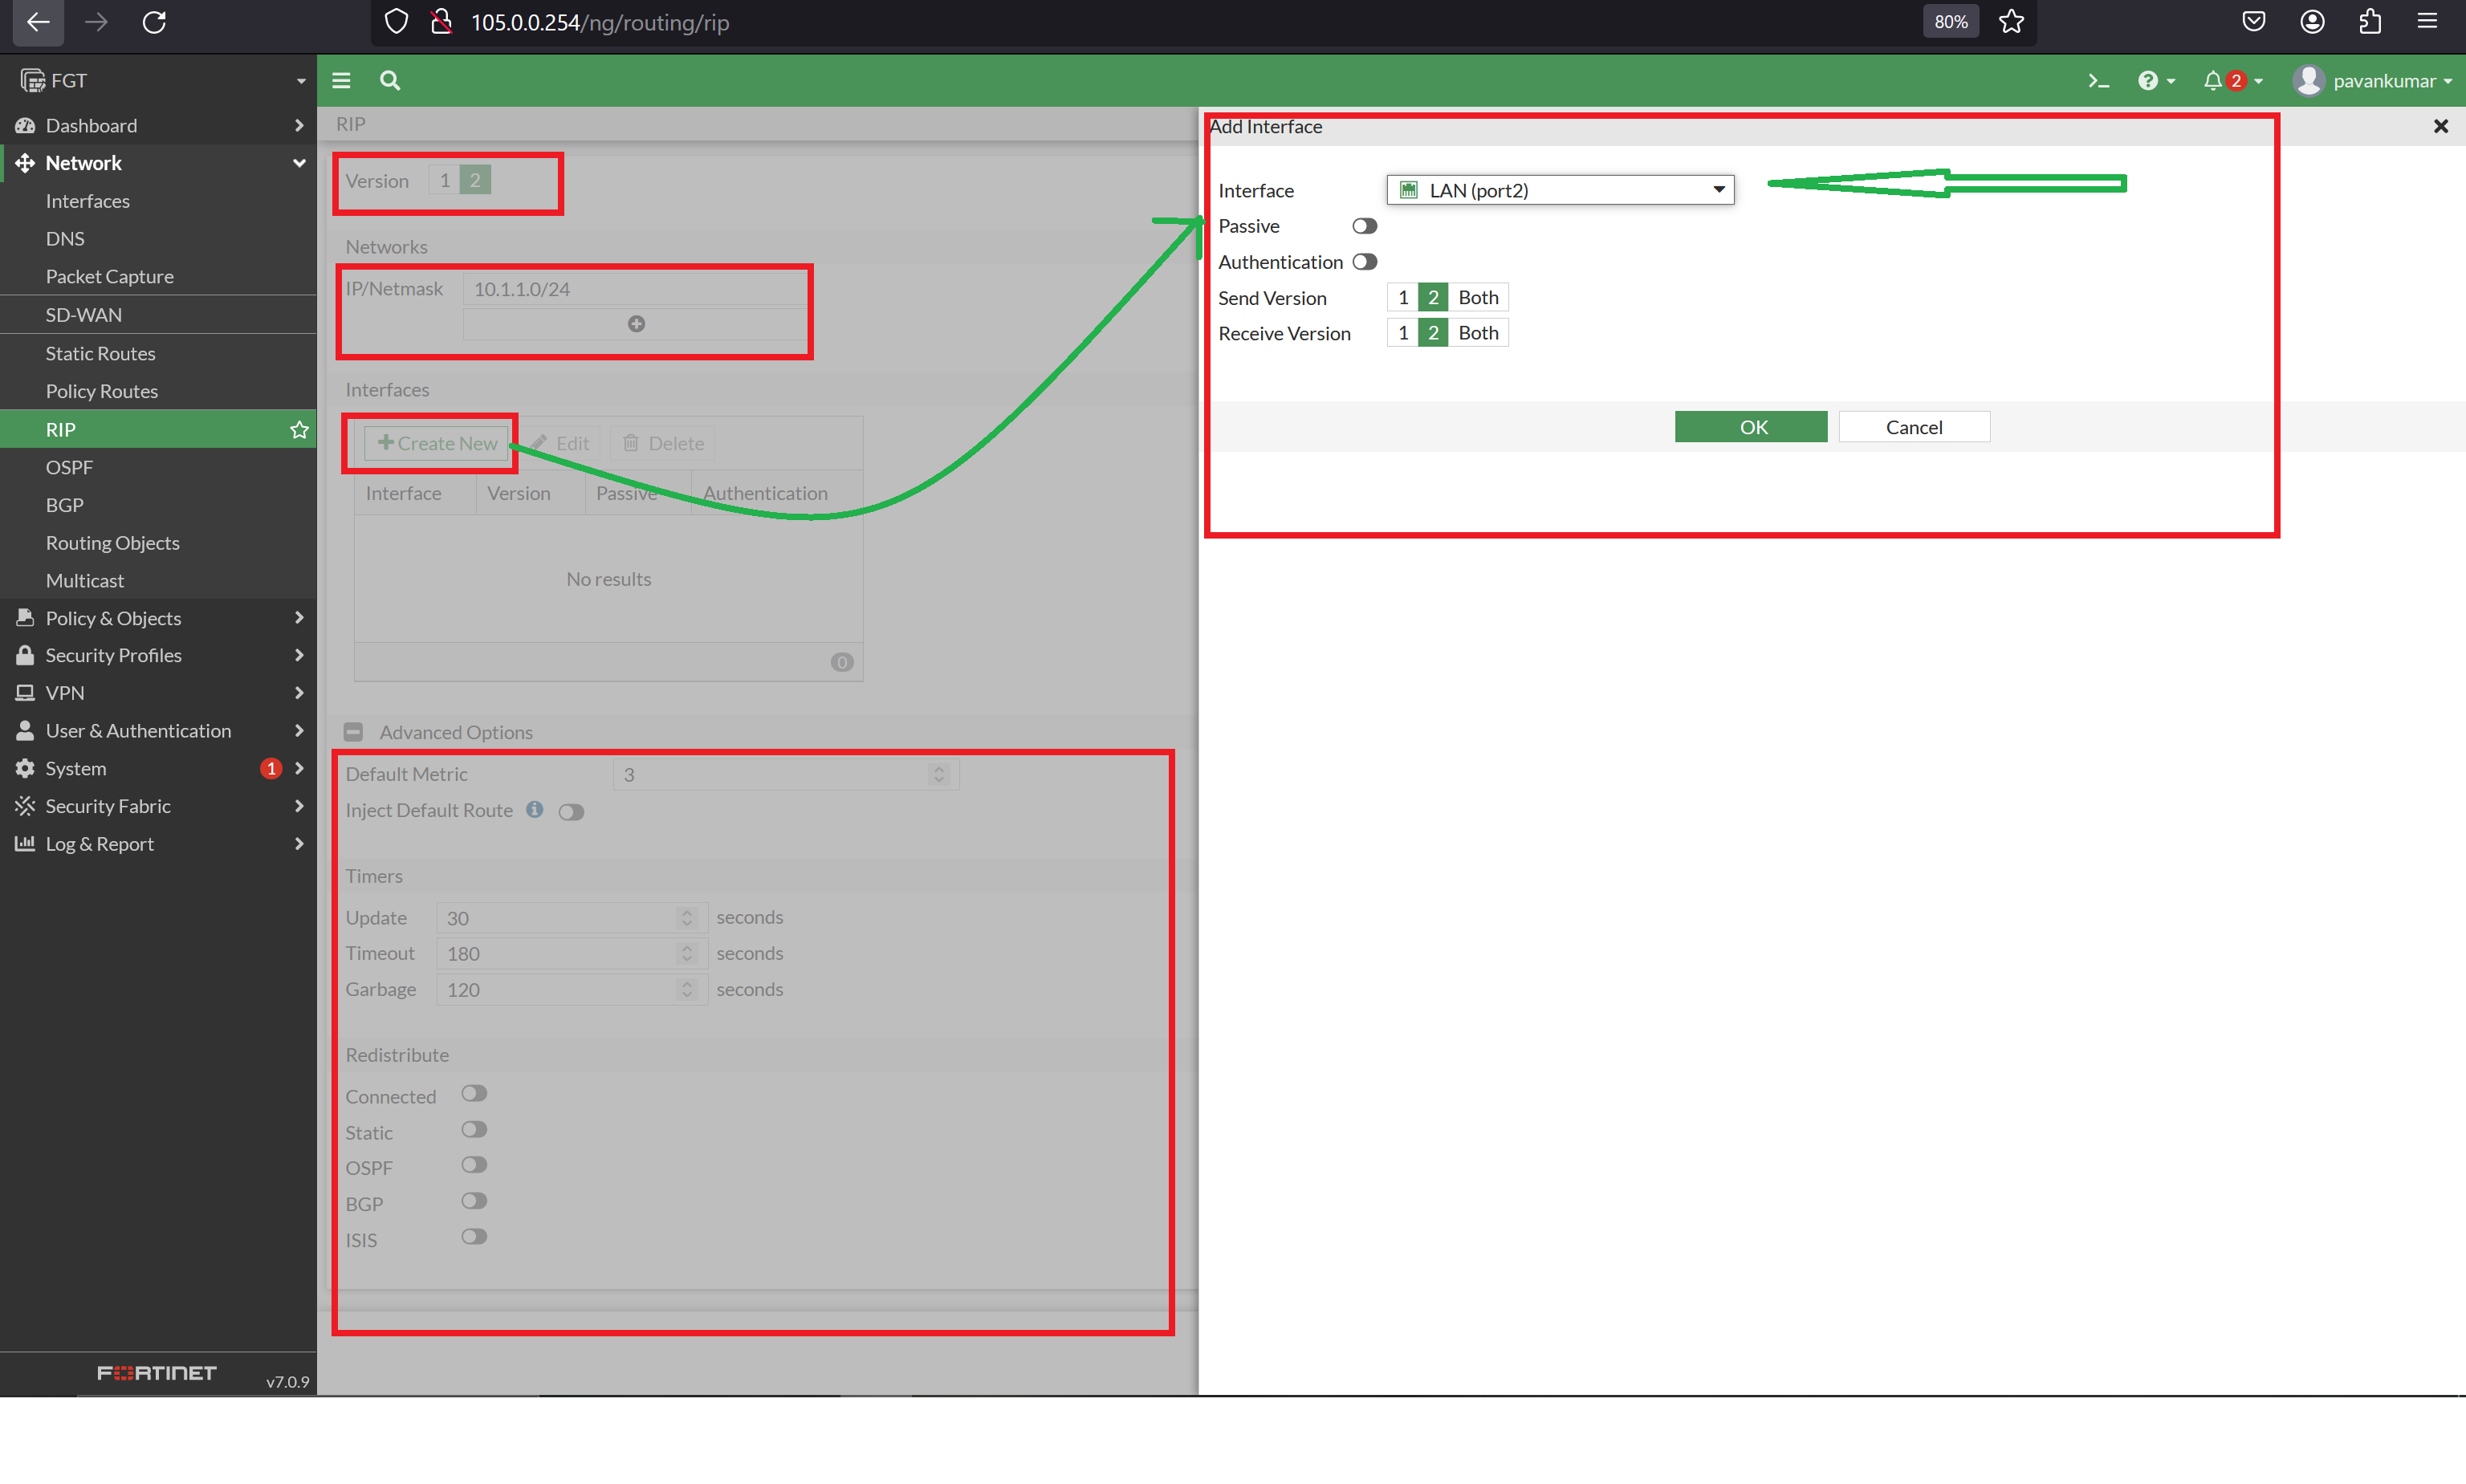 105.0.0.254/ng/routing/rip
80%
FGT
2
pavankumar
Dashboard
Network
Interfaces
DNS
Packet Capture
SD-WAN
Static Routes
Policy Routes
RIP
OSPF
BGP
Routing Objects
Multicast
Policy & Objects
Security Profiles
VPN
User & Authentication
System 1
Security Fabric
Log & Report
FORTINET
v7.0.9
RIP
Version 1 2
Networks
IP/Netmask 10.1.1.0/24
Interfaces
Create New Edit Delete
Interface Version Passive Authentication
No results
0
Advanced Options
Default Metric 3
Inject Default Route
Timers
Update 30 seconds
Timeout 180 seconds
Garbage 120 seconds
Redistribute
Connected
Static
OSPF
BGP
ISIS
Add Interface
Interface LAN (port2)
Passive
Authentication
Send Version 1 2 Both
Receive Version 1 2 Both
OK Cancel